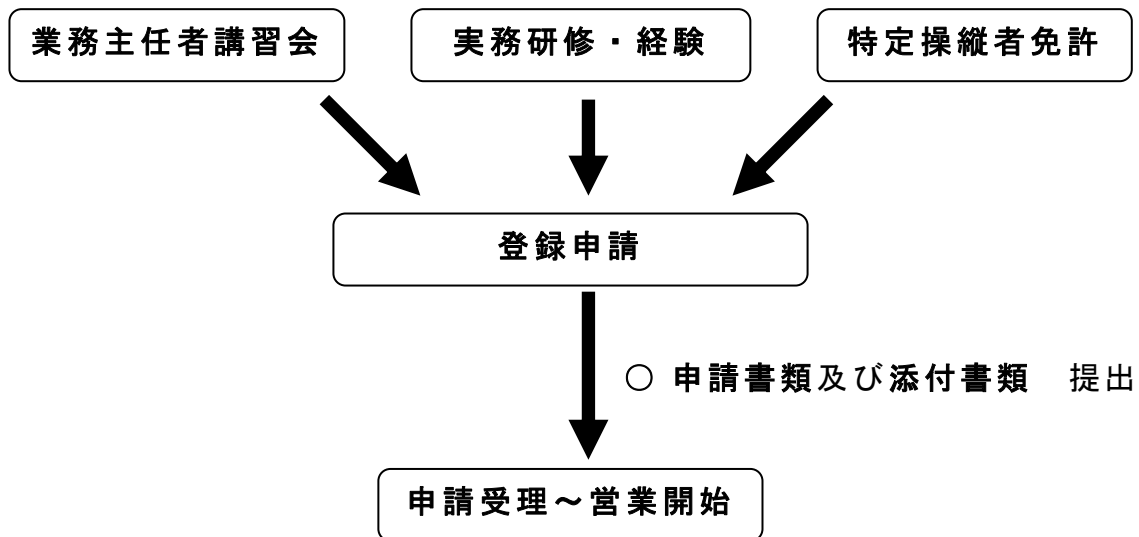 業務主任者講習会
実務研修・経験
特定操縦者免許
登録申請
〇 申請書類及び添付書類　提出
申請受理～営業開始